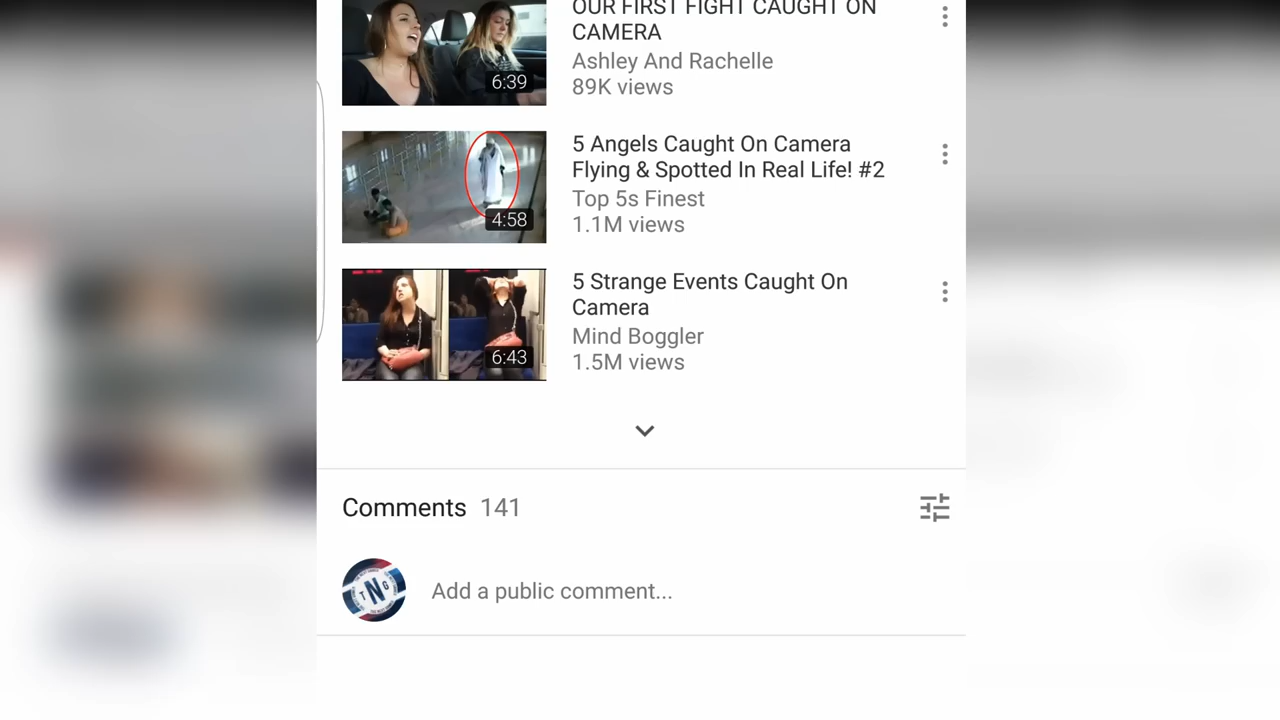 OUR FIRST FIGHT CAUGHT ON
CAMERA
Ashley And Rachelle
89K views
6:39
5 Angels Caught On Camera
Flying & Spotted In Real Life! #2
Top 5s Finest
1.1M views
4:58
5 Strange Events Caught On
Camera
Mind Boggler
1.5M views
6:43
Comments 141
T N G
Add a public comment...